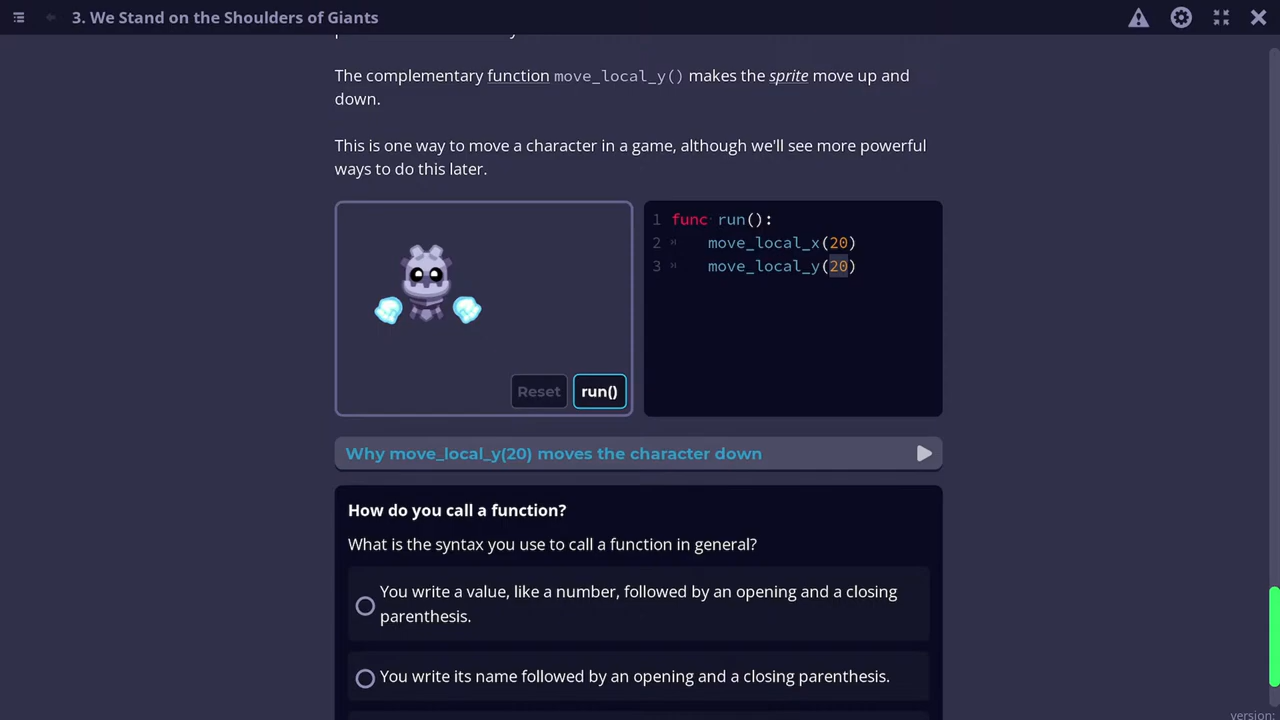 3. We Stand on the Shoulders of Giants
The complementary function move_local_y() makes the sprite move up and
down.
This is one way to move a character in a game, although we'll see more powerful
ways to do this later.
1 func run():
2 move_local_x(20)
3 move_local_y(20)
Reset run()
Why move_local_y(20) moves the character down
How do you call a function?
What is the syntax you use to call a function in general?
You write a value, like a number, followed by an opening and a closing
parenthesis.
You write its name followed by an opening and a closing parenthesis.
version: